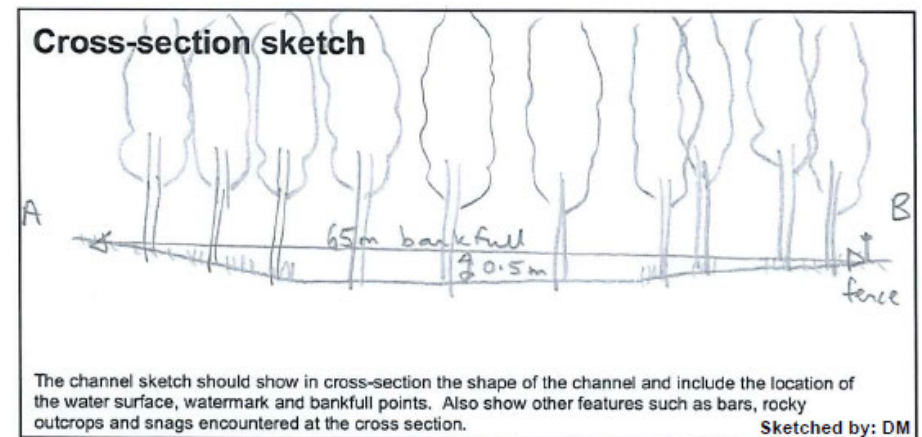 Cross-section sketch
A
B
65m bankfull
0.5m
fence
The channel sketch should show in cross-section the shape of the channel and include the location of
the water surface, watermark and bankfull points. Also show other features such as bars, rocky
outcrops and snags encountered at the cross section.
Sketched by: DM